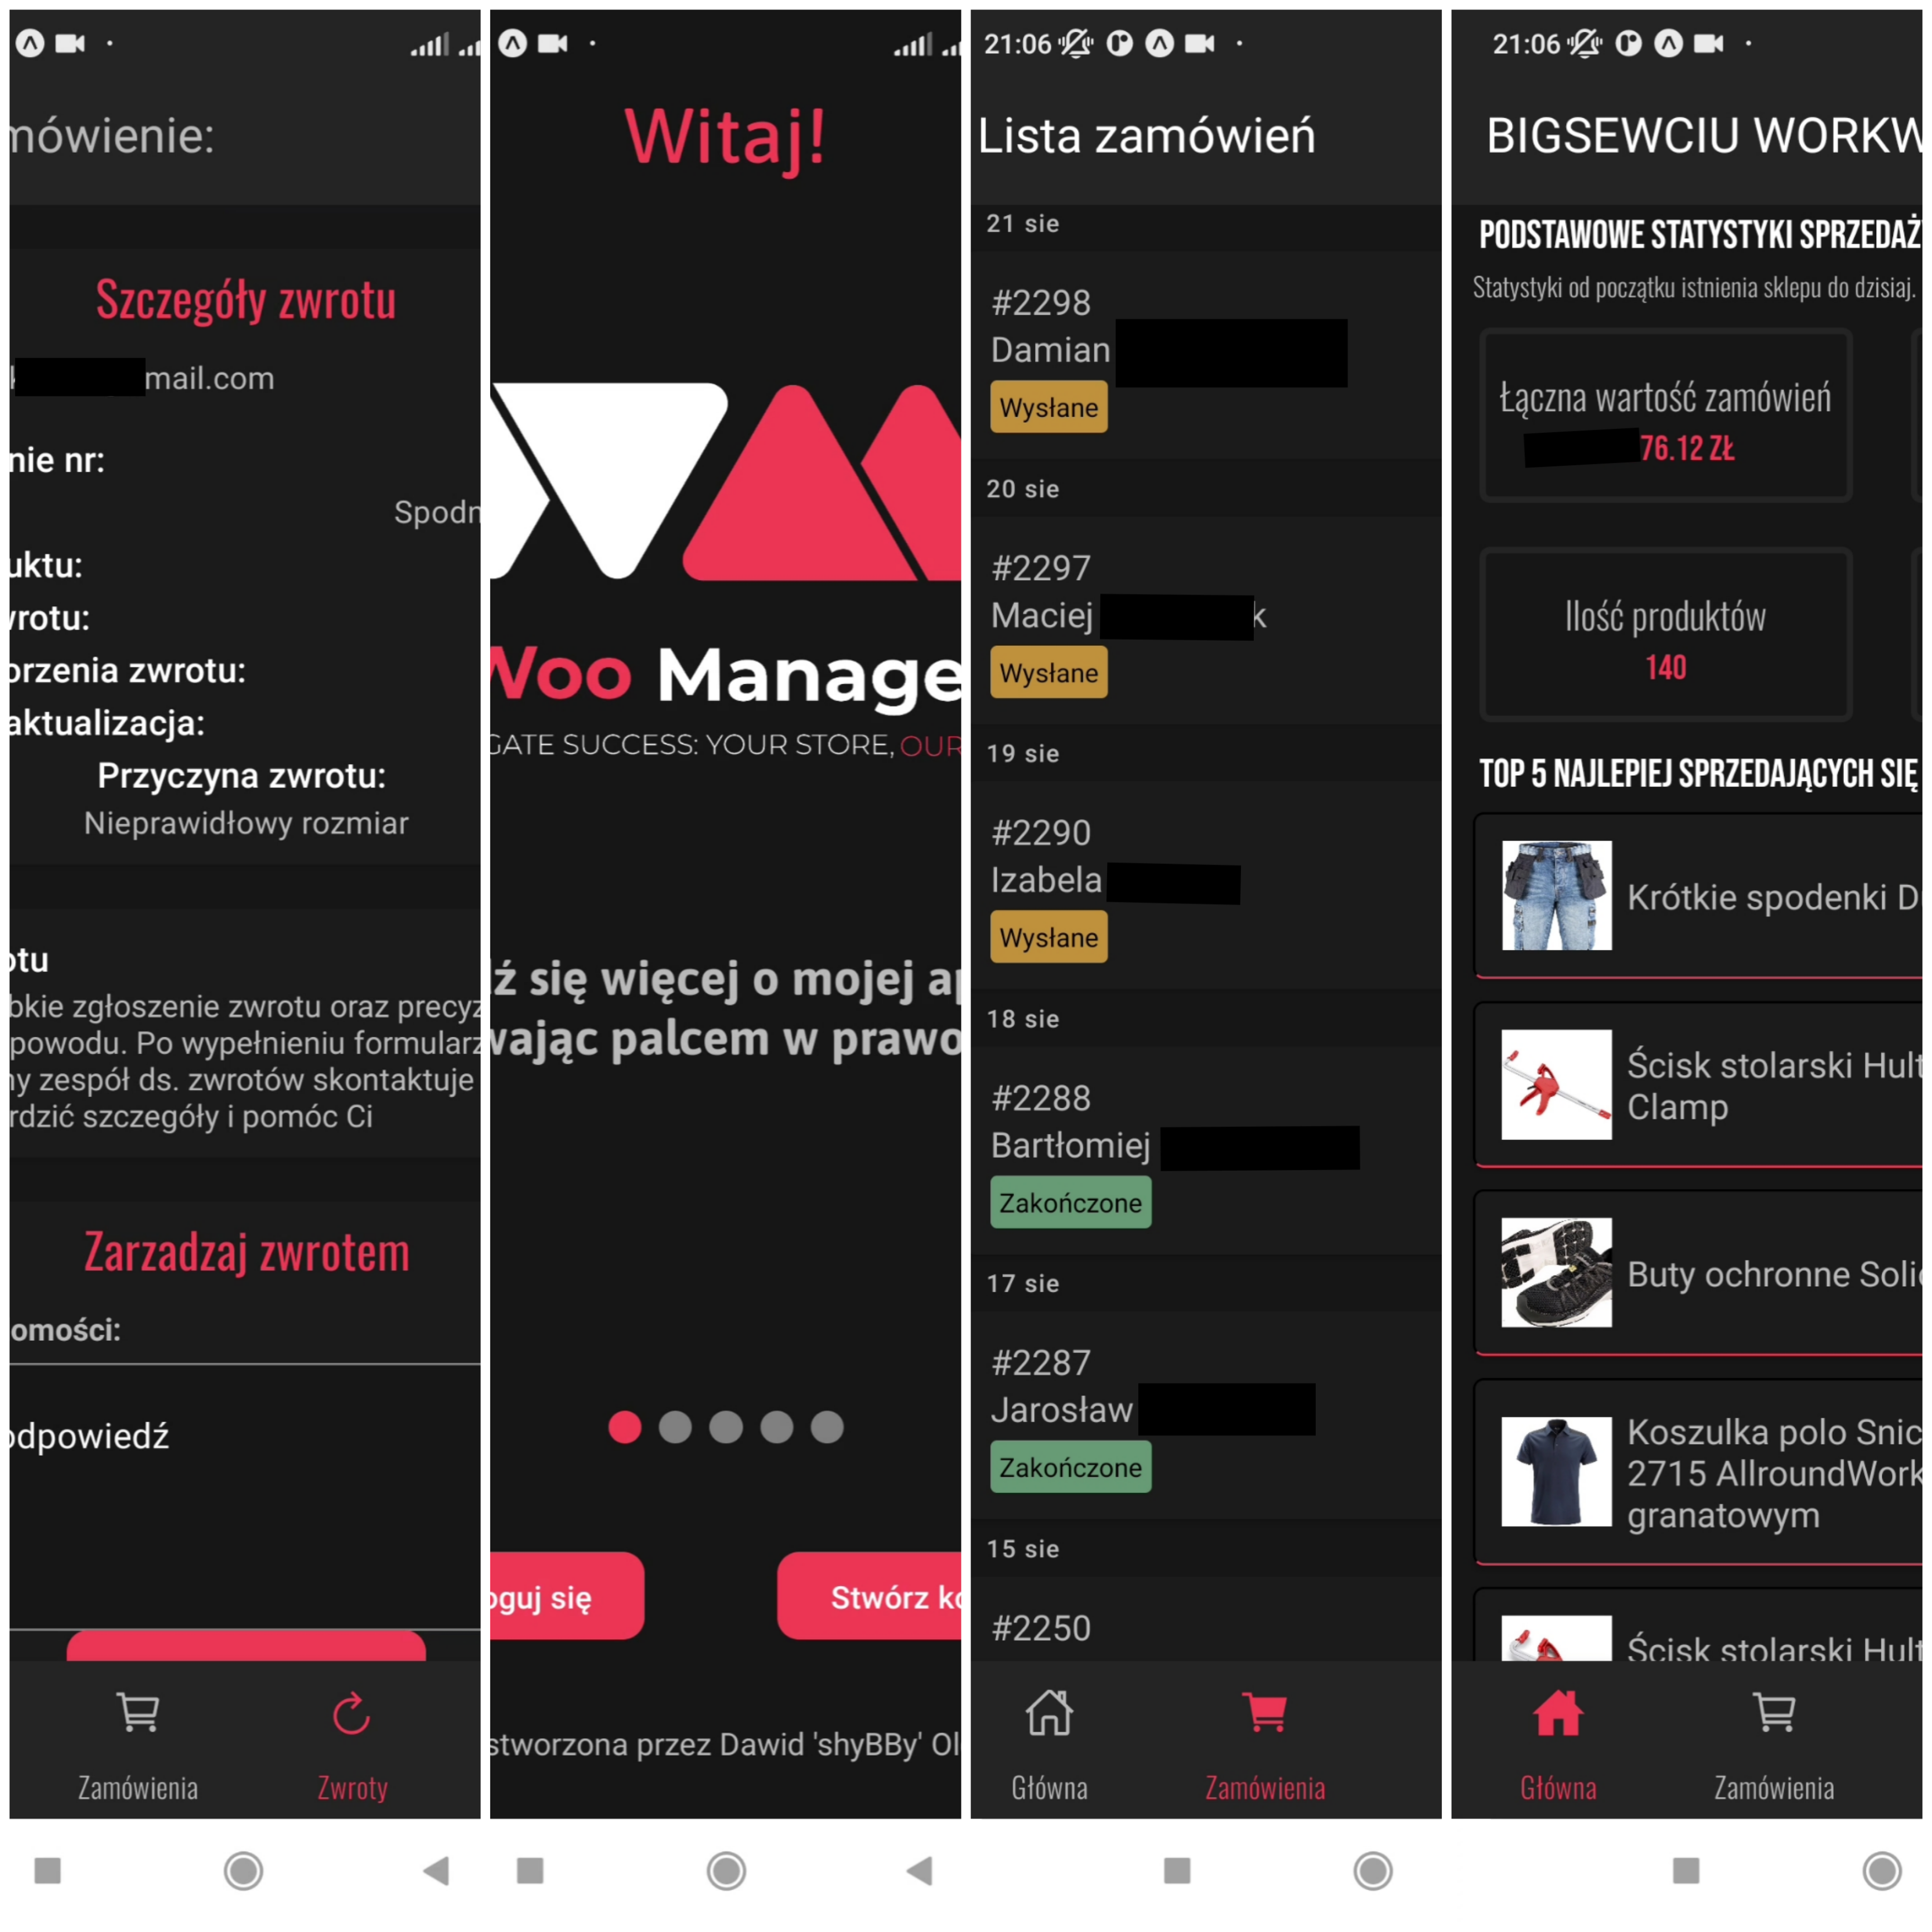 mówienie:
Szczegóły zwrotu
mail.com
nie nr:
Spodn
uktu:
wrotu:
orzenia zwrotu:
aktualizacja:
Przyczyna zwrotu:
Nieprawidłowy rozmiar
otu
bkie zgłoszenie zwrotu oraz precyz
powodu. Po wypełnieniu formularz
ny zespół ds. zwrotów skontaktuje
rdzić szczegóły i pomóc Ci
Zarzadzaj zwrotem
omości:
odpowiedź
Zamówienia
Zwroty
Witaj!
Woo Manage
GATE SUCCESS: YOUR STORE, OUR
ź się więcej o mojej ap
wając palcem w prawo
oguj się
Stwórz ko
stworzona przez Dawid 'shyBBy' Ol
21:06
Lista zamówień
21 sie
#2298
Damian
Wysłane
20 sie
#2297
Maciej k
Wysłane
19 sie
#2290
Izabela
Wysłane
18 sie
#2288
Bartłomiej
Zakończone
17 sie
#2287
Jarosław
Zakończone
15 sie
#2250
Główna
Zamówienia
21:06
BIGSEWCIU WORKW
PODSTAWOWE STATYSTYKI SPRZEDAŻ
Statystyki od początku istnienia sklepu do dzisiaj.
Łączna wartość zamówień
76.12 ZŁ
Ilość produktów
140
TOP 5 NAJLEPIEJ SPRZEDAJĄCYCH SIĘ
Krótkie spodenki D
Ścisk stolarski Hult
Clamp
Buty ochronne Soli
Koszulka polo Snic
2715 AllroundWork
granatowym
Ścisk stolarski Hult
Główna
Zamówienia